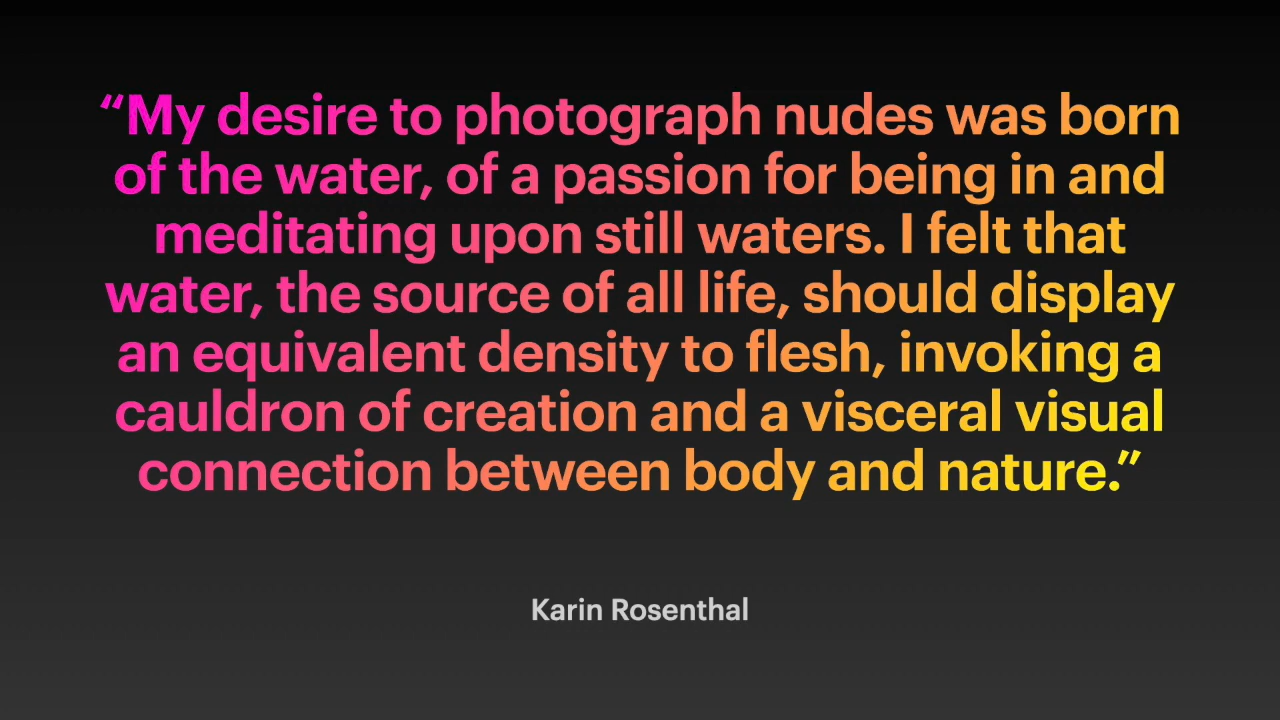 “My desire to photograph nudes was born
of the water, of a passion for being in and
meditating upon still waters. I felt that
water, the source of all life, should display
an equivalent density to flesh, invoking a
cauldron of creation and a visceral visual
connection between body and nature.”
Karin Rosenthal